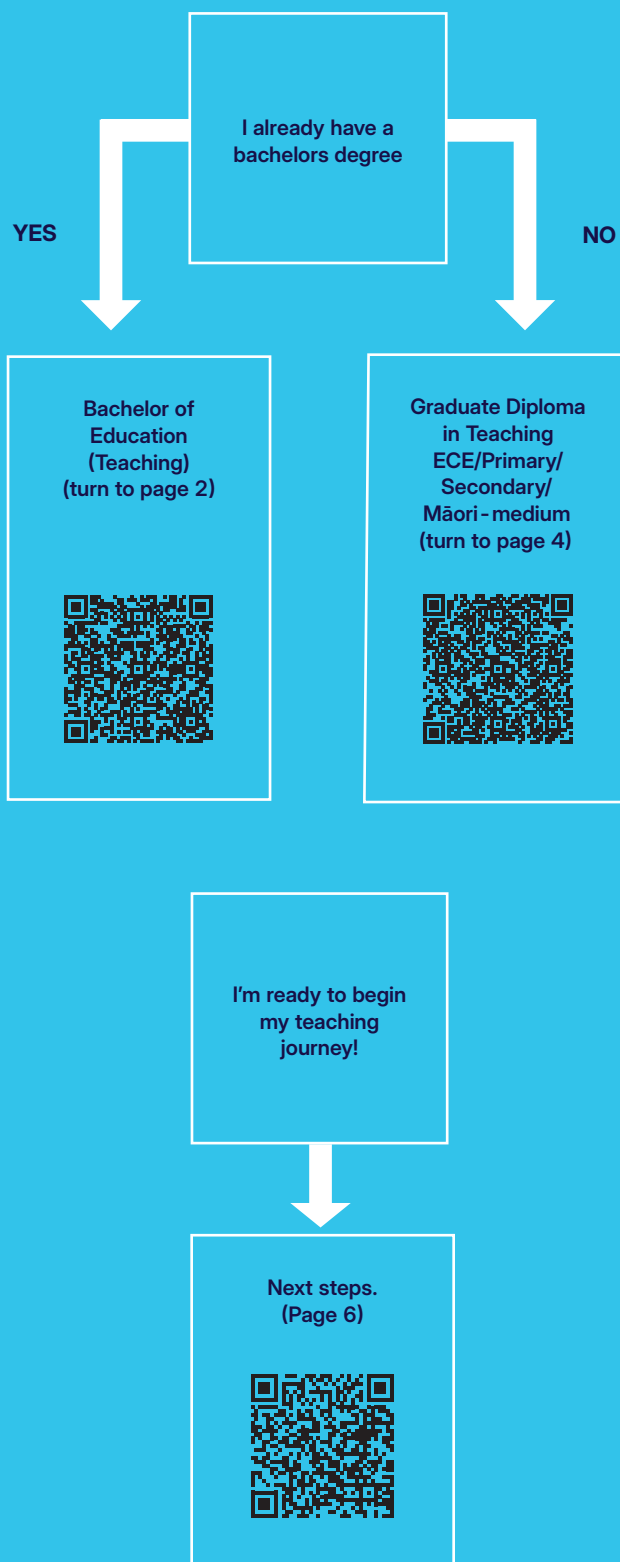 I already have a
bachelors degree
YES
NO
Bachelor of
Education
(Teaching)
(turn to page 2)
Graduate Diploma
in Teaching
ECE/Primary/
Secondary/
Māori-medium
(turn to page 4)
I'm ready to begin
my teaching
journey!
Next steps.
(Page 6)